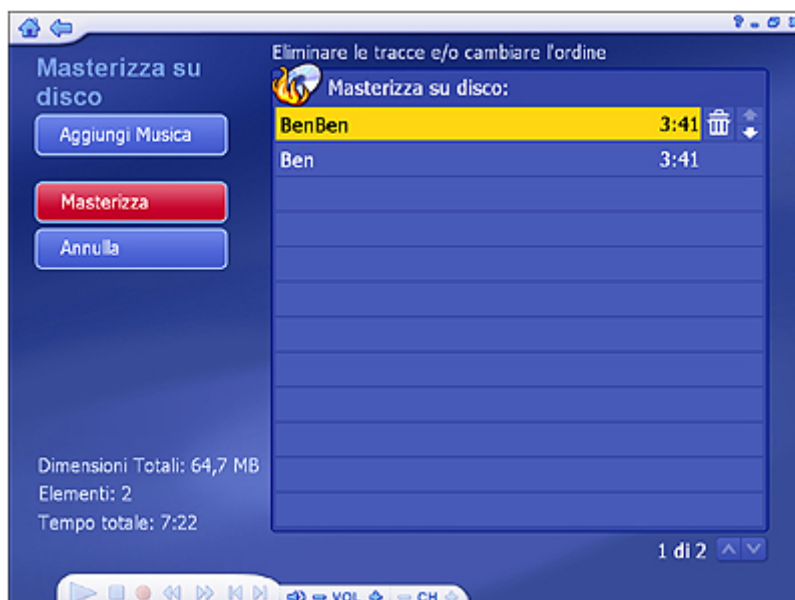 Eliminare le tracce e/o cambiare l'ordine
Masterizza su
disco
Masterizza su disco:
Aggiungi Musica
BenBen 3:41
Ben 3:41
Masterizza
Annulla
Dimensioni Totali: 64,7 MB
Elementi: 2
Tempo totale: 7:22
1 di 2
VOL
CH